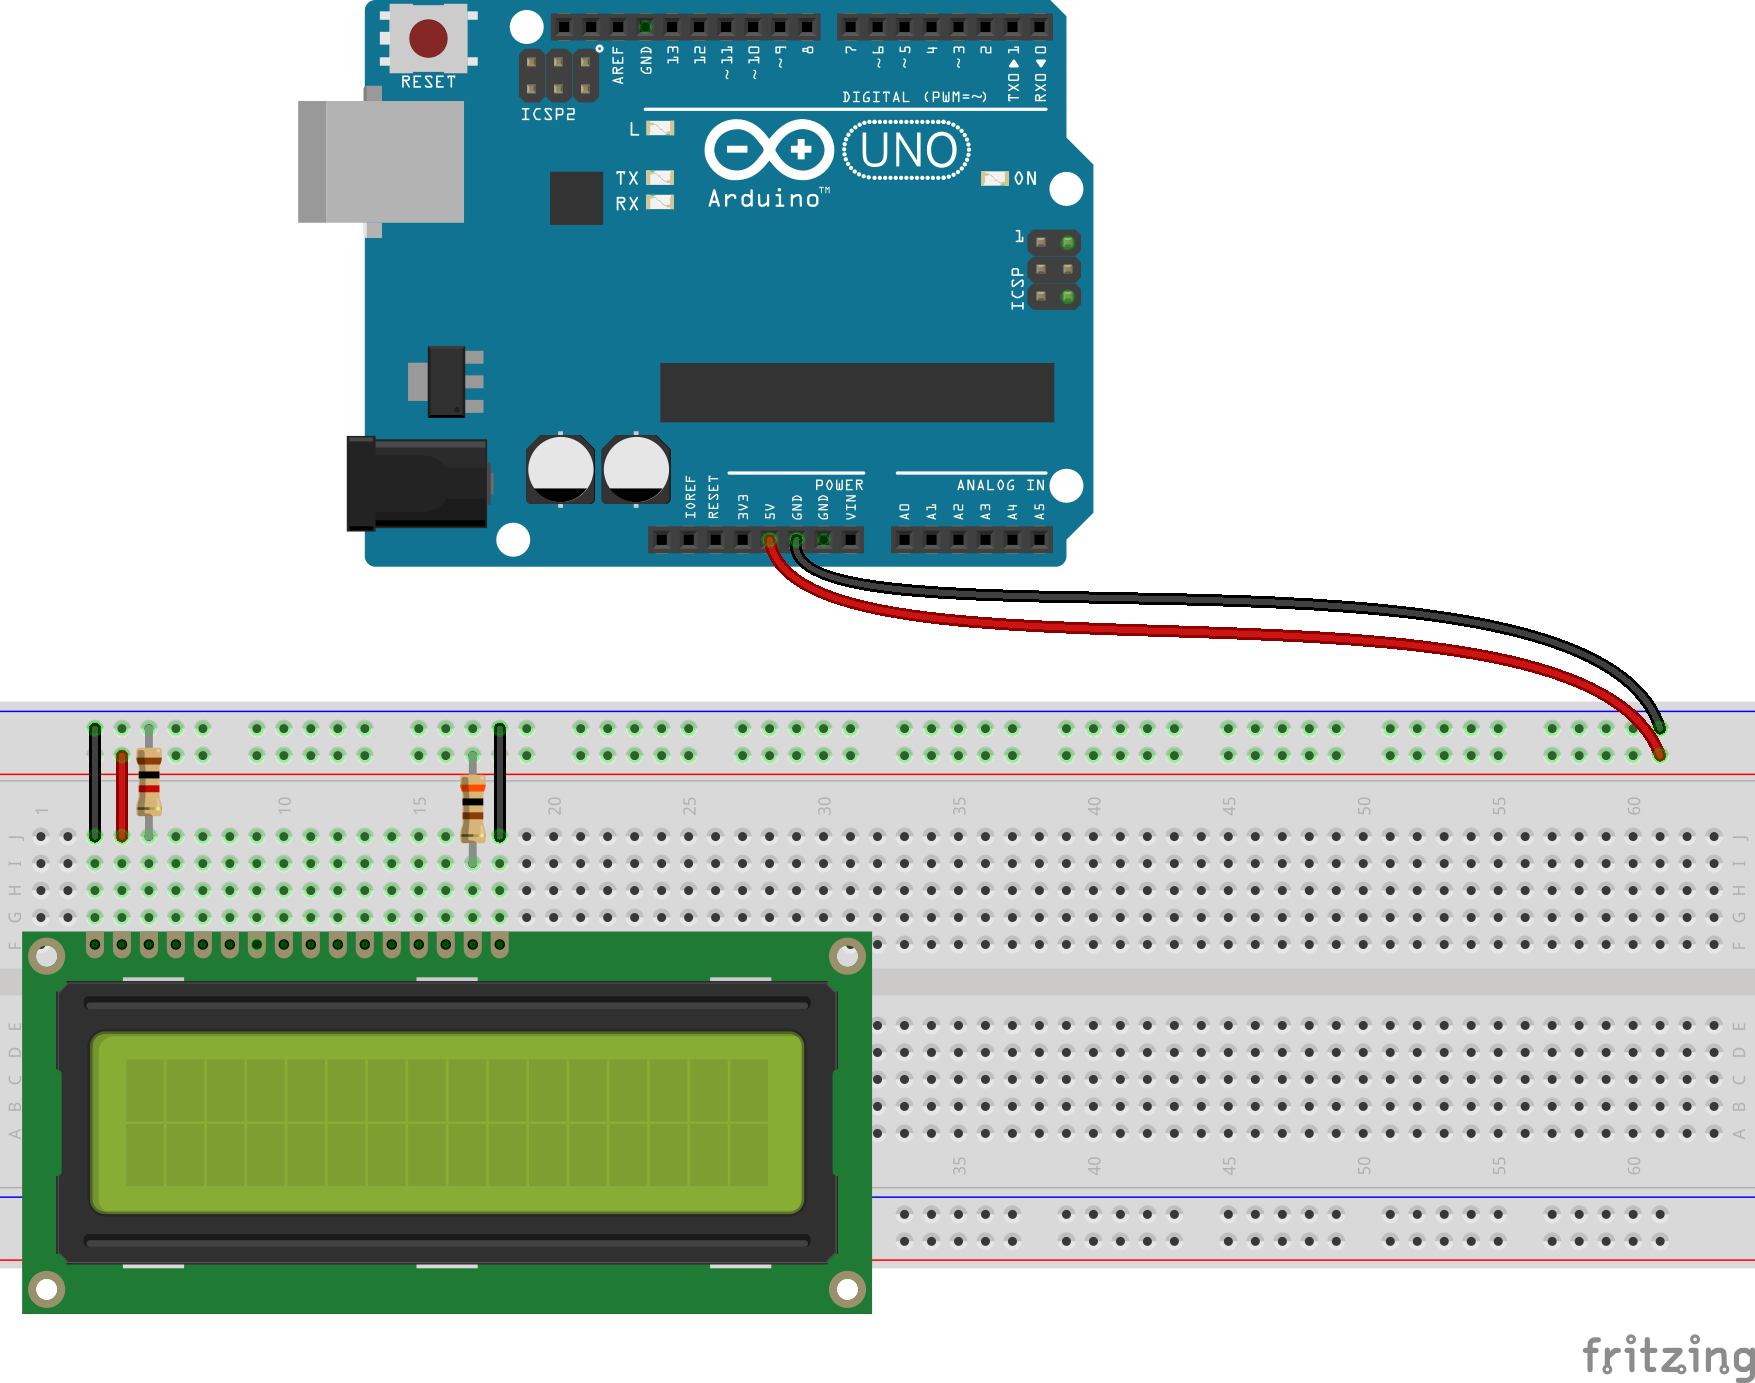 RESET
ICSP2
AREF
GND
13
12
~11
~10
~9
8
7
~6
~5
4
~3
2
TX0 ▶ 1
RX0 ◀ 0
DIGITAL (PWM=~)
L
TX
RX
UNO
Arduino™
ON
1
ICSP
POWER
ANALOG IN
IOREF
RESET
3V3
5V
GND
GND
VIN
A0
A1
A2
A3
A4
A5
1 10 15 20 25 30 35 40 45 50 55 60
J J
I I
H H
G G
F F
E E
D D
C C
B B
A A
35 40 45 50 55 60
fritzing